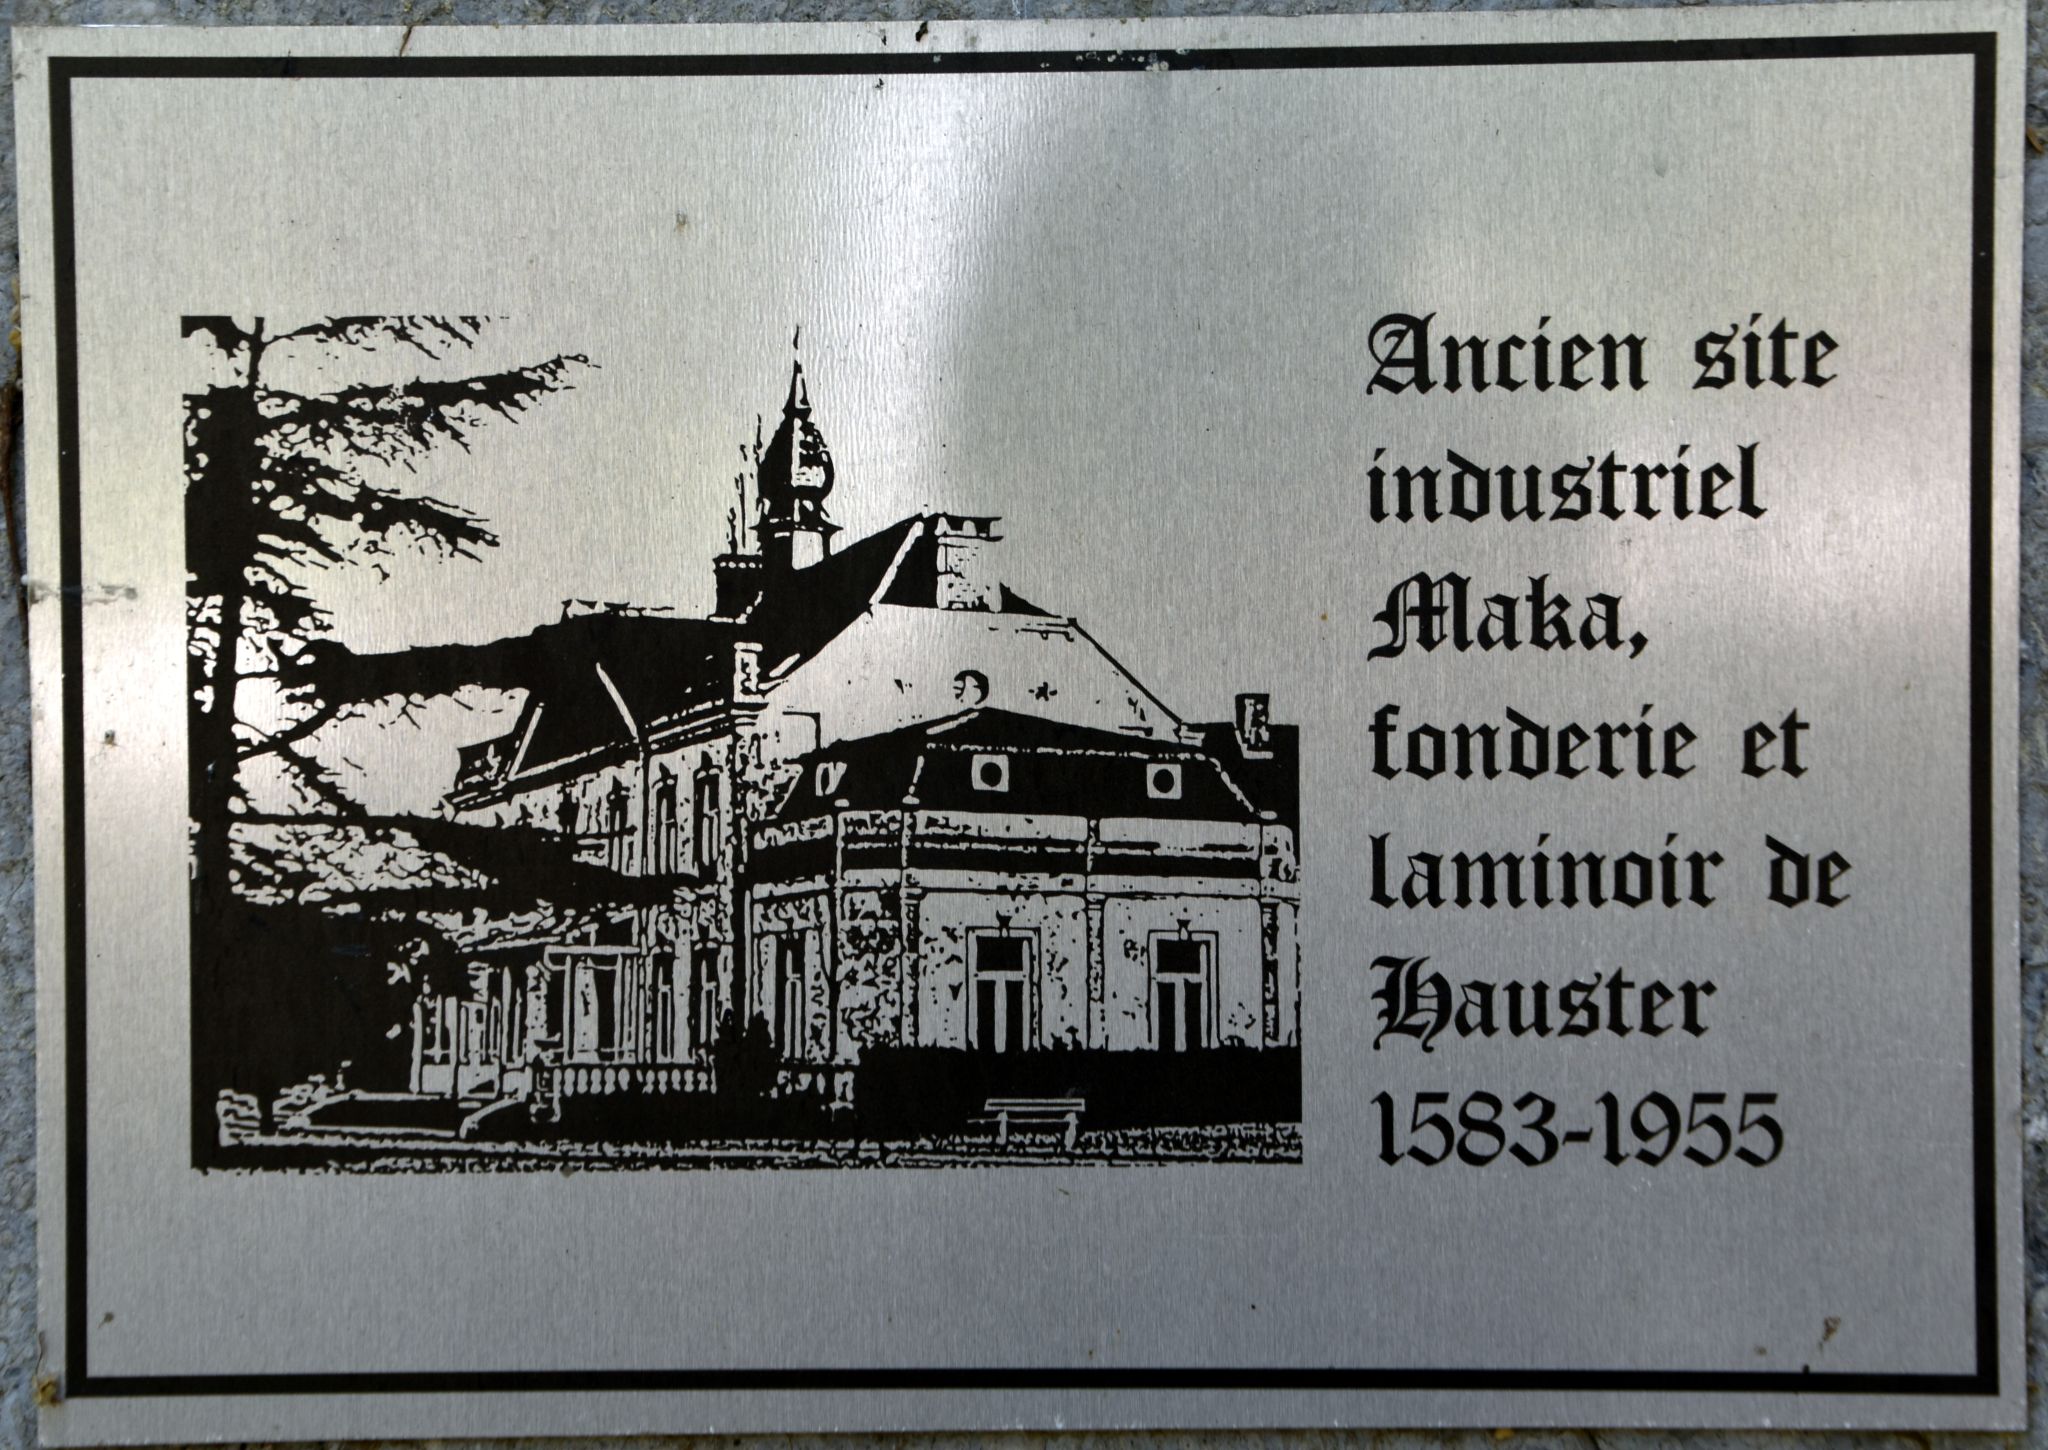 Ancien site
industriel
Maka,
fonderie et
laminoir de
Hauster
1583-1955